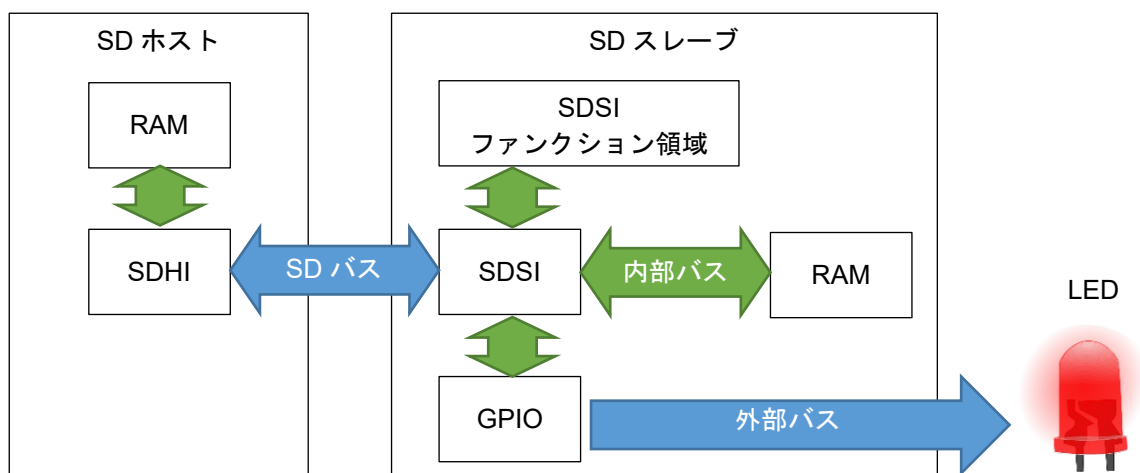 SD ホスト
RAM
SDHI
SD バス
SD スレーブ
SDSI
ファンクション領域
SDSI
内部バス
RAM
GPIO
外部バス
LED